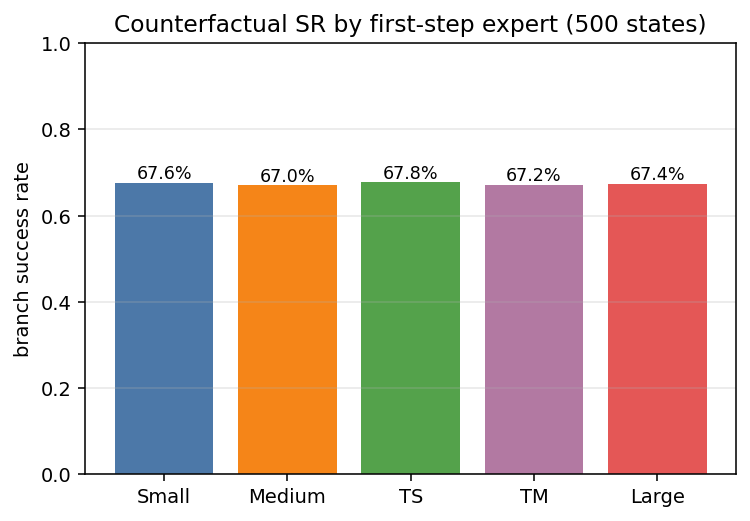 Counterfactual SR by first-step expert (500 states)
branch success rate
1.0
0.8
0.6
0.4
0.2
0.0
67.6%
67.0%
67.8%
67.2%
67.4%
Small
Medium
TS
TM
Large